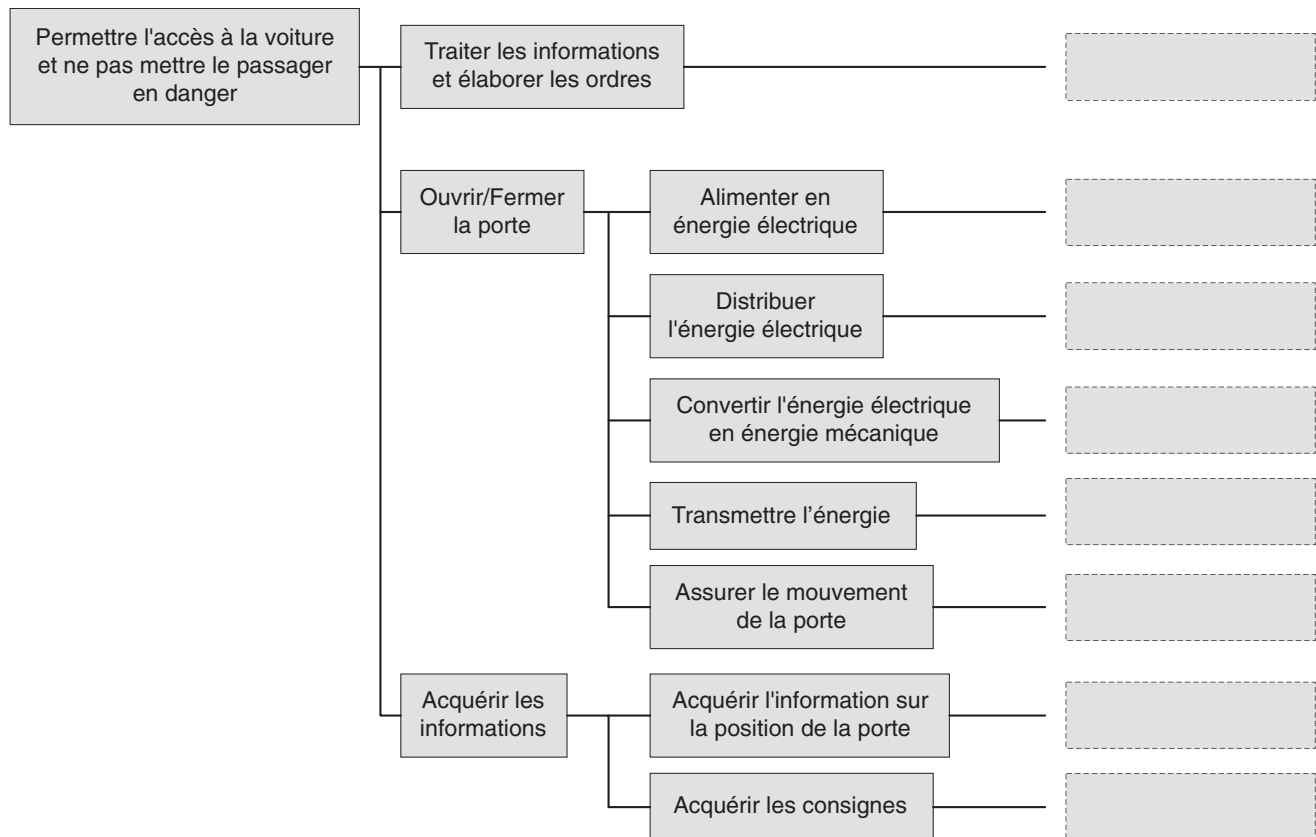 Permettre l'accès à la voiture
et ne pas mettre le passager
en danger
Traiter les informations
et élaborer les ordres
Ouvrir/Fermer
la porte
Alimenter en
énergie électrique
Distribuer
l'énergie électrique
Convertir l'énergie électrique
en énergie mécanique
Transmettre l’énergie
Assurer le mouvement
de la porte
Acquérir les
informations
Acquérir l'information sur
la position de la porte
Acquérir les consignes